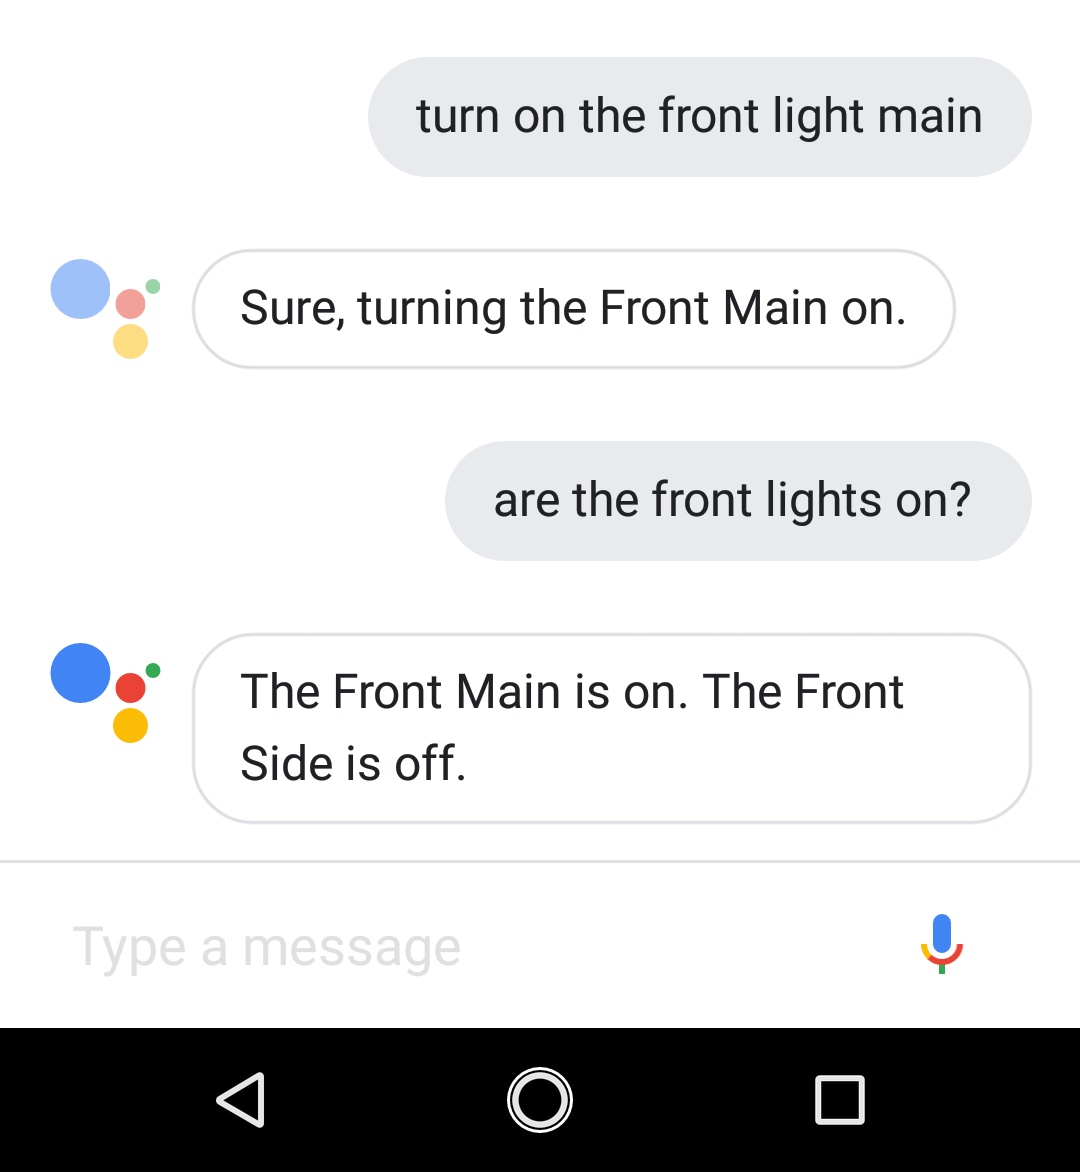 turn on the front light main
Sure, turning the Front Main on.
are the front lights on?
The Front Main is on. The Front
Side is off.
Type a message